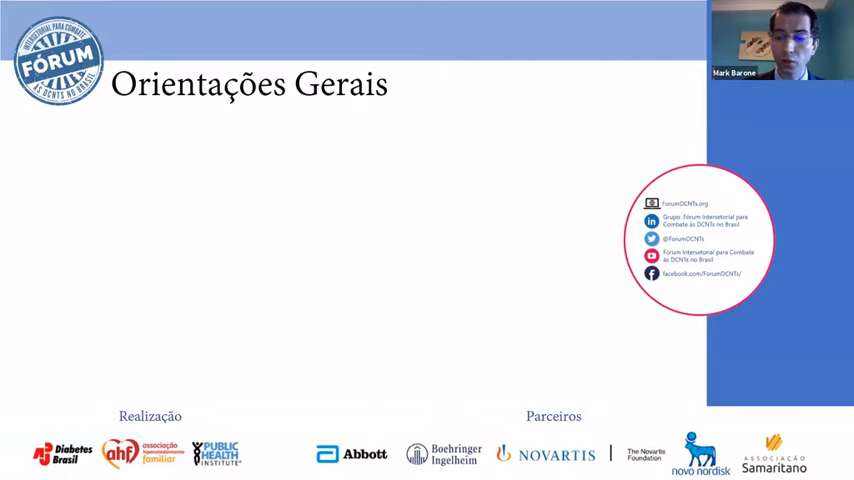 INTERSETORIAL PARA COMBATE
FÓRUM
ÀS DCNTS NO BRASIL
Orientações Gerais
Mark Barone
ForumDCNTs.org
in
Grupo: Fórum Intersetorial para
Combate às DCNTs no Brasil
@ForumDCNTs
Fórum Intersetorial para Combate
às DCNTs no Brasil
facebook.com/ForumDCNTs/
Realização
Parceiros
Diabetes
Brasil
ahf
associação
hipercolesterolemia
familiar
PUBLIC
HEALTH
INSTITUTE®
Abbott
Boehringer
Ingelheim
NOVARTIS
The Novartis
Foundation
novo nordisk
ASSOCIAÇÃO
Samaritano